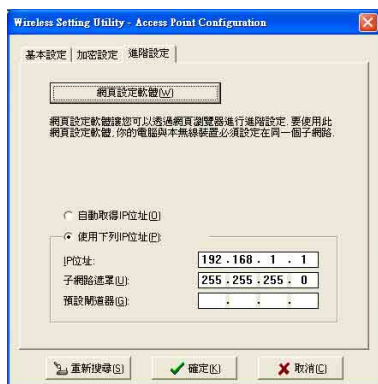 Wireless Setting Utility - Access Point Configuration
基本設定 加密設定 進階設定
網頁設定軟體(W)
網頁設定軟體讓您可以透過網頁瀏覽器進行進階設定. 要使用此
網頁設定軟體, 你的電腦與本無線裝置必須設定在同一個子網路.
自動取得IP位址(O)
使用下列IP位址(P):
IP位址: 192 . 168 . 1 . 1
子網路遮罩(U): 255 . 255 . 255 . 0
預設閘道器(G): . . .
重新搜尋(S) 確定(K) 取消(C)